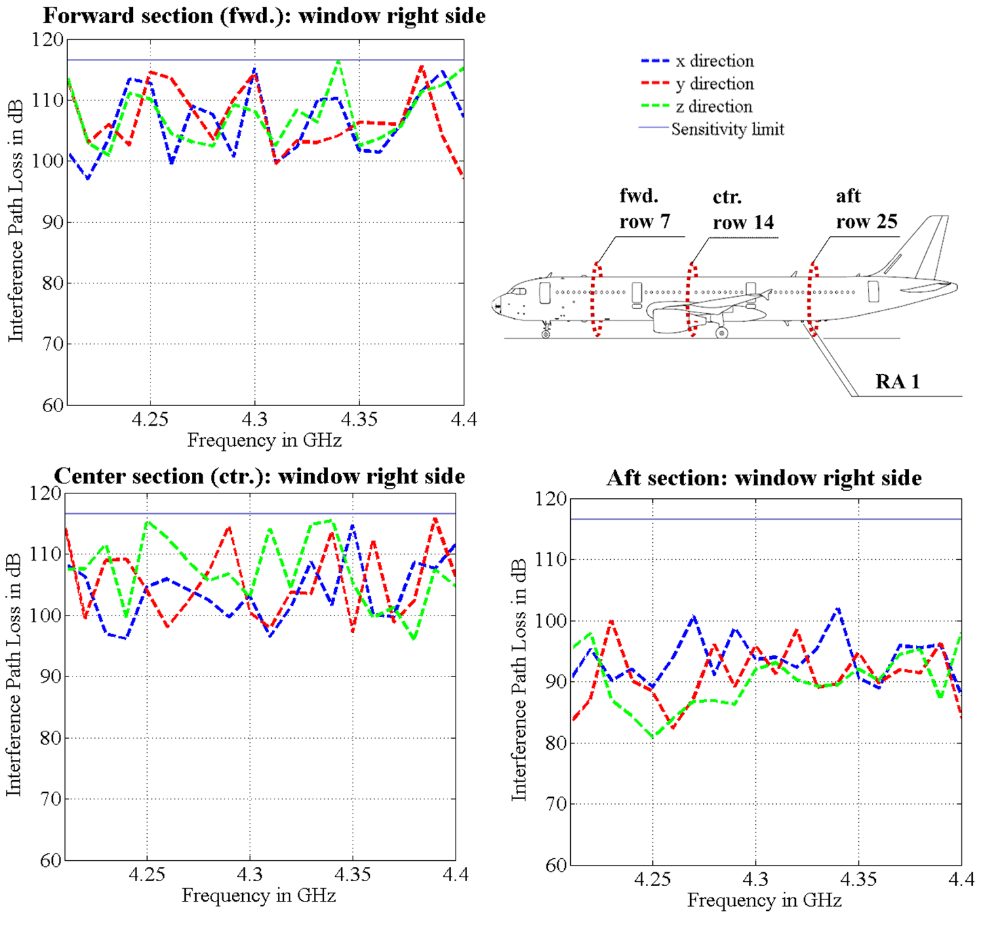 Forward section (fwd.): window right side
120
110
100
90
80
70
60
Interference Path Loss in dB
4.25
4.3
4.35
4.4
Frequency in GHz
x direction
y direction
z direction
Sensitivity limit
fwd.
row 7
ctr.
row 14
aft
row 25
RA 1
Center section (ctr.): window right side
120
110
100
90
80
70
60
Interference Path Loss in dB
4.25
4.3
4.35
4.4
Frequency in GHz
Aft section: window right side
120
110
100
90
80
70
60
Interference Path Loss in dB
4.25
4.3
4.35
4.4
Frequency in GHz